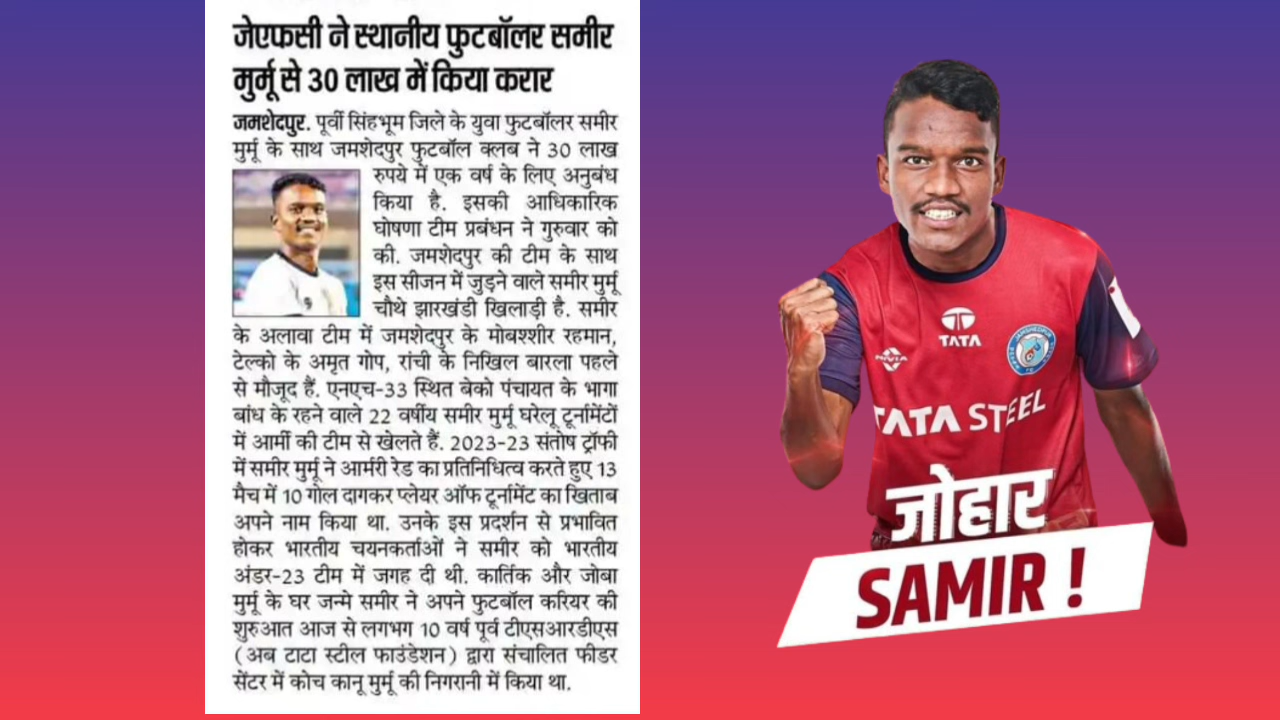 जेएफसी ने स्थानीय फुटबॉलर समीर
मुर्मू से 30 लाख में किया करार
जमशेदपुर. पूर्वी सिंहभूम जिले के युवा फुटबॉलर समीर
मुर्मू के साथ जमशेदपुर फुटबॉल क्लब ने 30 लाख
रुपये में एक वर्ष के लिए अनुबंध
किया है. इसकी आधिकारिक
घोषणा टीम प्रबंधन ने गुरुवार को
की. जमशेदपुर की टीम के साथ
इस सीजन में जुड़ने वाले समीर मुर्मू
चौथे झारखंडी खिलाड़ी है. समीर
के अलावा टीम में जमशेदपुर के मोबश्शीर रहमान,
टेल्को के अमृत गोप, रांची के निखिल बारला पहले
से मौजूद हैं. एनएच-33 स्थित बेको पंचायत के भागा
बांध के रहने वाले 22 वर्षीय समीर मुर्मू घरेलू टूर्नामेंटों
में आर्मी की टीम से खेलते हैं. 2023-23 संतोष ट्रॉफी
में समीर मुर्मू ने आर्मरी रेड का प्रतिनिधित्व करते हुए 13
मैच में 10 गोल दागकर प्लेयर ऑफ टूर्नामेंट का खिताब
अपने नाम किया था. उनके इस प्रदर्शन से प्रभावित
होकर भारतीय चयनकर्ताओं ने समीर को भारतीय
अंडर-23 टीम में जगह दी थी. कार्तिक और जोबा
मुर्मू के घर जन्मे समीर ने अपने फुटबॉल करियर की
शुरुआत आज से लगभग 10 वर्ष पूर्व टीएसआरडीएस
(अब टाटा स्टील फाउंडेशन) द्वारा संचालित फीडर
सेंटर में कोच कानू मुर्मू की निगरानी में किया था.
TATA
NIVIA
JAMSHEDPUR
TATA STEEL
जोहार
SAMIR !